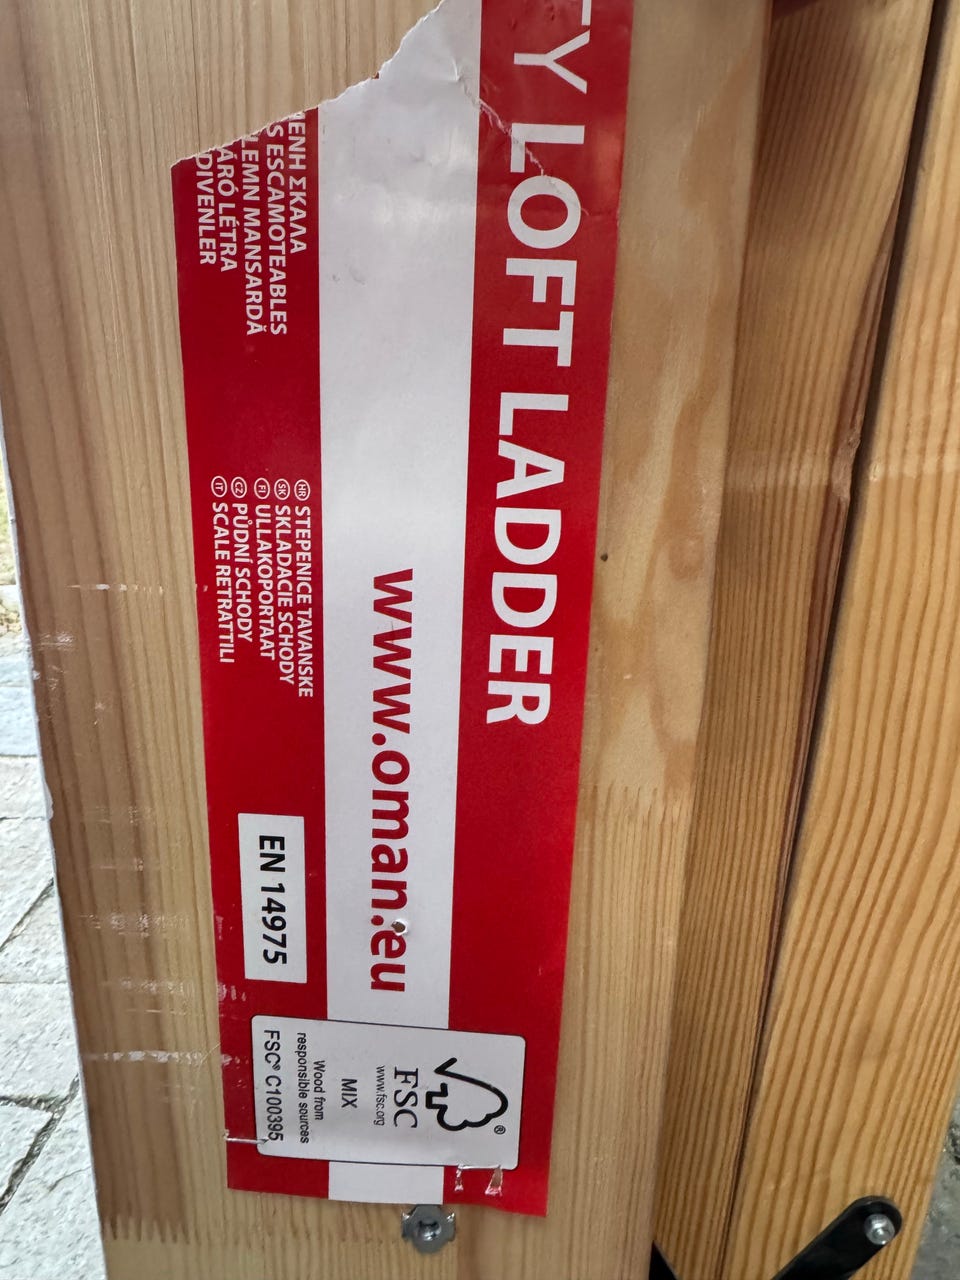 TY LOFT LADDER
www.oman.eu
ΜΕΝΗ ΣΚΑΛΑ
S ESCAMOTEABLES
LEMN MANSARDĂ
ÁRÓ LÉTRA
DIVENLER
HR STEPENICE TAVANSKE
SK SKLADACIE SCHODY
FI ULLAKOPORTAAT
CZ PŮDNÍ SCHODY
IT SCALE RETRATTILI
EN 14975
®
FSC
www.fsc.org
MIX
Wood from
responsible sources
FSC® C100395